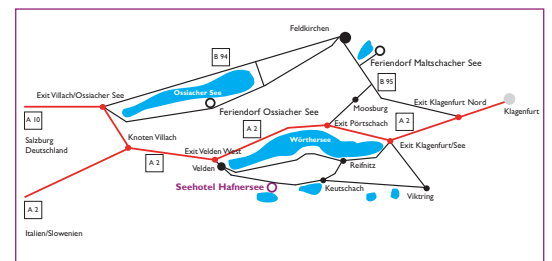 Feldkirchen
B 94
Feriendorf Maltschacher See
Ossiacher See
B 95
Exit Villach/Ossiacher See
Moosburg
Exit Klagenfurt Nord
Feriendorf Ossiacher See
Klagenfurt
A 10
A 2
Exit Pörtschach
A 2
Salzburg
Deutschland
Knoten Villach
Wörthersee
Exit Klagenfurt/See
Exit Velden West
A 2
Velden
Reifnitz
Seehotel Hafnersee
Keutschach
Viktring
A 2
Italien/Slowenien